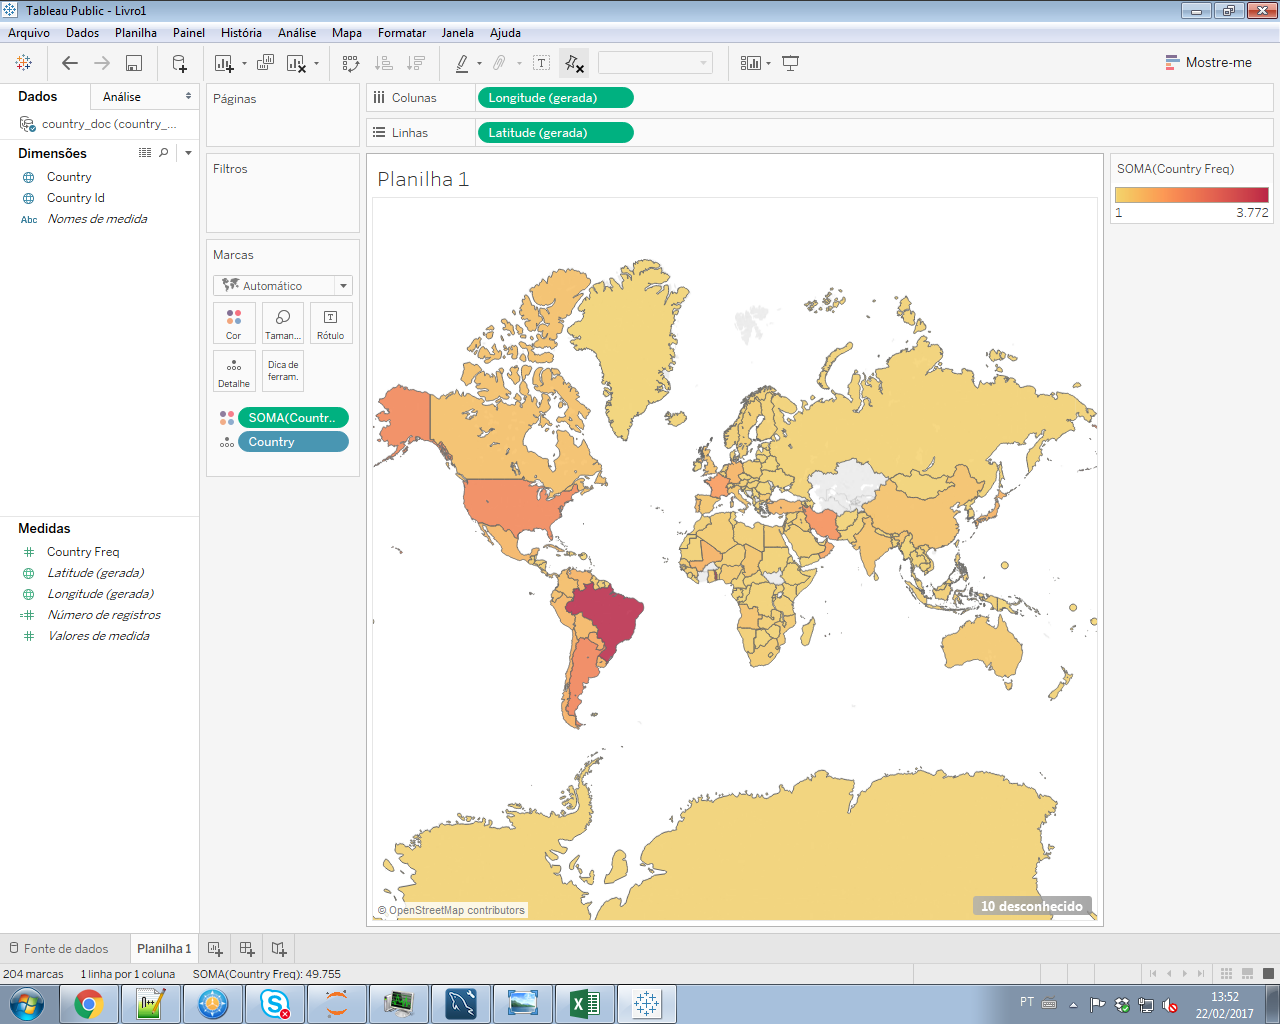 Tableau Public - Livro1
Arquivo Dados Planilha Painel História Análise Mapa Formatar Janela Ajuda
Mostre-me
Dados Análise
country_doc (country_...
Dimensões
Country
Country Id
Abc Nomes de medida
Medidas
Country Freq
Latitude (gerada)
Longitude (gerada)
Número de registros
Valores de medida
Páginas
Filtros
Marcas
Automático
Cor Taman... Rótulo
Detalhe Dica de ferram.
SOMA(Countr..
Country
Colunas Longitude (gerada)
Linhas Latitude (gerada)
Planilha 1
© OpenStreetMap contributors
10 desconhecido
SOMA(Country Freq)
1 3.772
Fonte de dados Planilha 1
204 marcas 1 linha por 1 coluna SOMA(Country Freq): 49.755
PT 13:52
22/02/2017